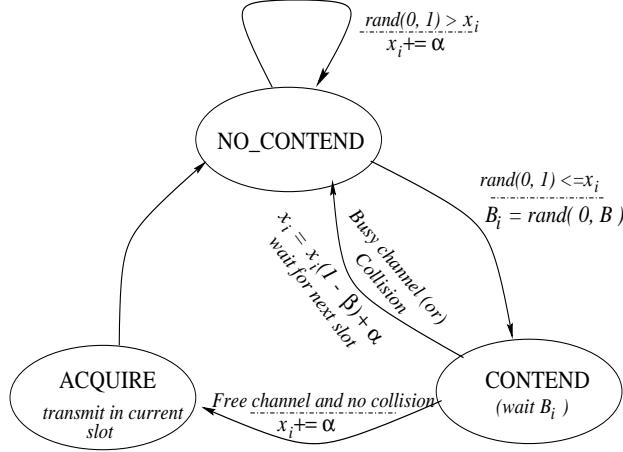 rand(0, 1) > x_i
x_i += α
NO_CONTEND
rand(0, 1) <=x_i
B_i = rand( 0, B )
Busy channel (or)
Collision
x_i = x_i(1 - β)+ α
wait for next
slot
ACQUIRE
transmit in current
slot
Free channel and no collision
x_i += α
CONTEND
(wait B_i )